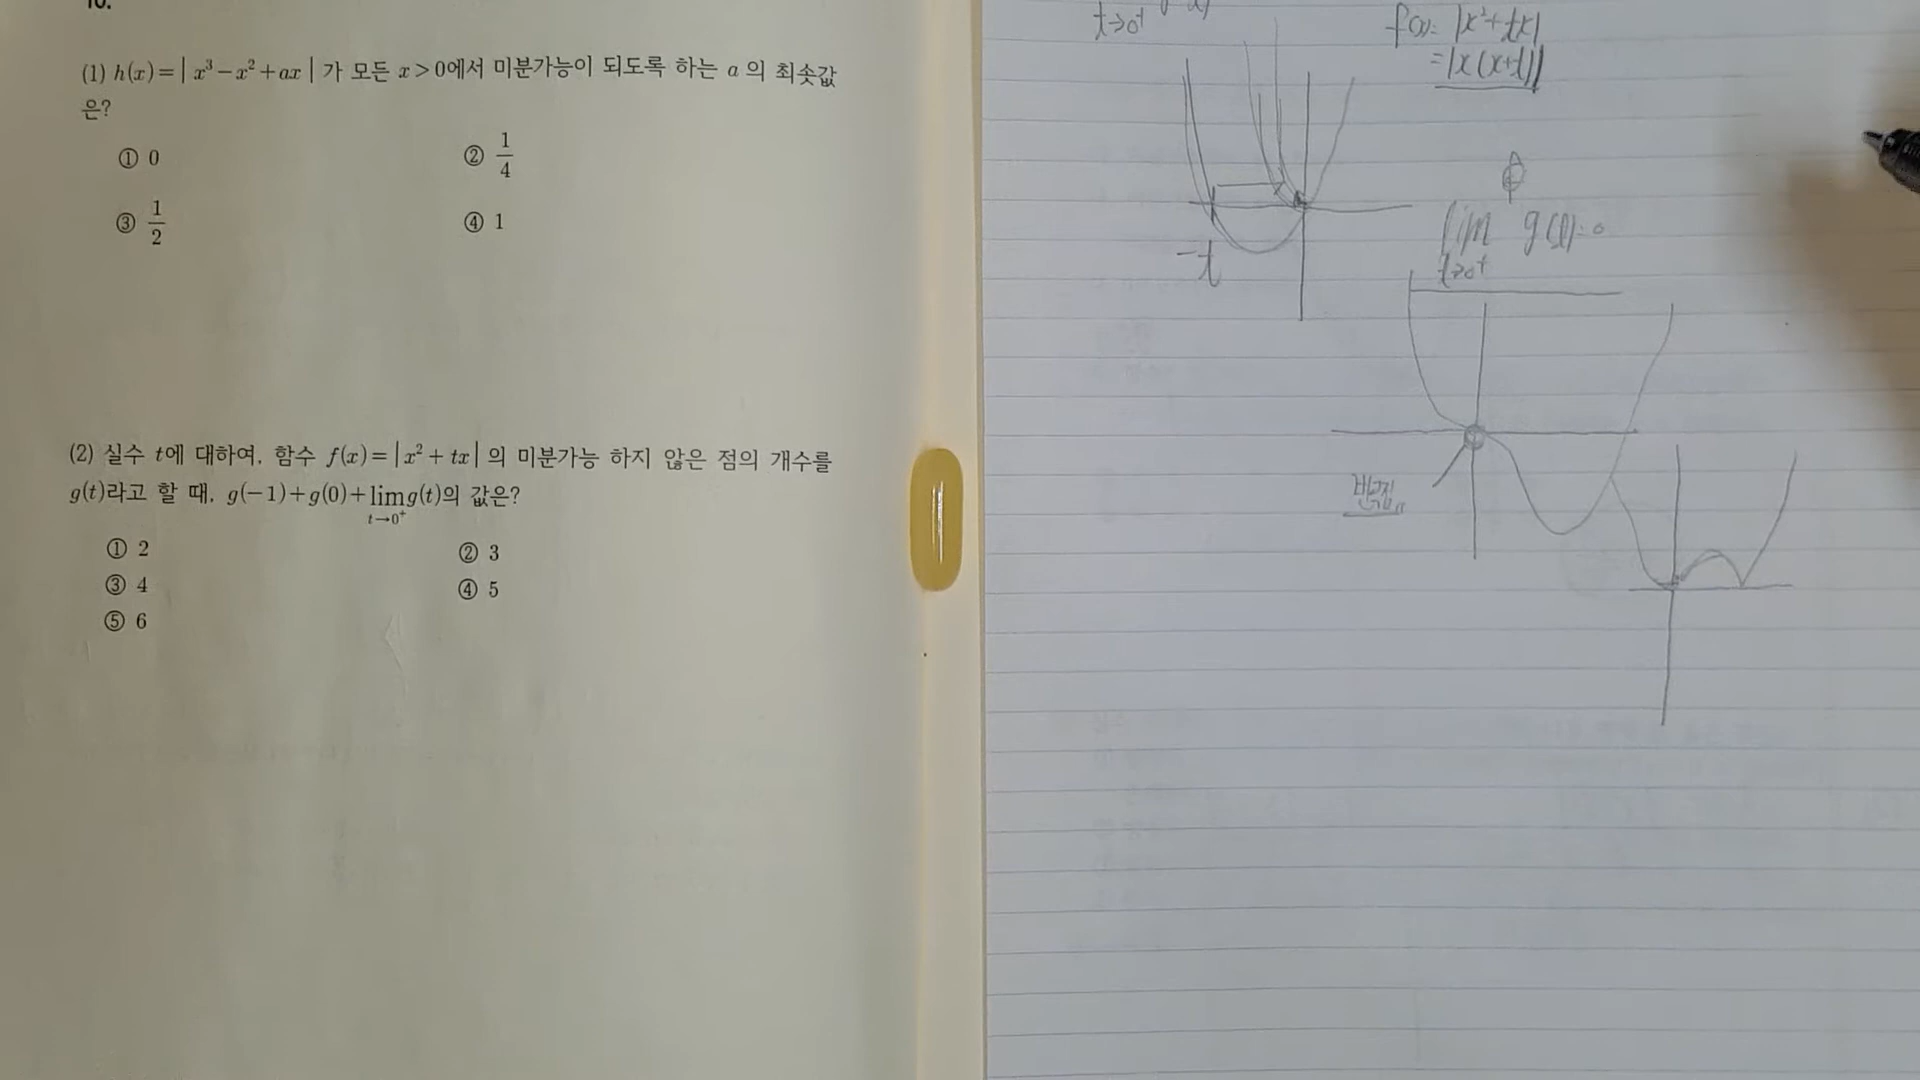 10.
(1) h(x)=| x³−x²+ax | 가 모든 x>0에서 미분가능이 되도록 하는 a 의 최솟값
은?
① 0 ② 1/4
③ 1/2 ④ 1
(2) 실수 t에 대하여, 함수 f(x)=| x²+tx | 의 미분가능 하지 않은 점의 개수를
g(t)라고 할 때, g(−1)+g(0)+lim g(t)의 값은?
t→0⁺
① 2 ② 3
③ 4 ④ 5
⑤ 6
t→0⁺
f(x)= |x²+tx|
=|x(x+t)|
-t
lim g(t)=0
t→0⁺